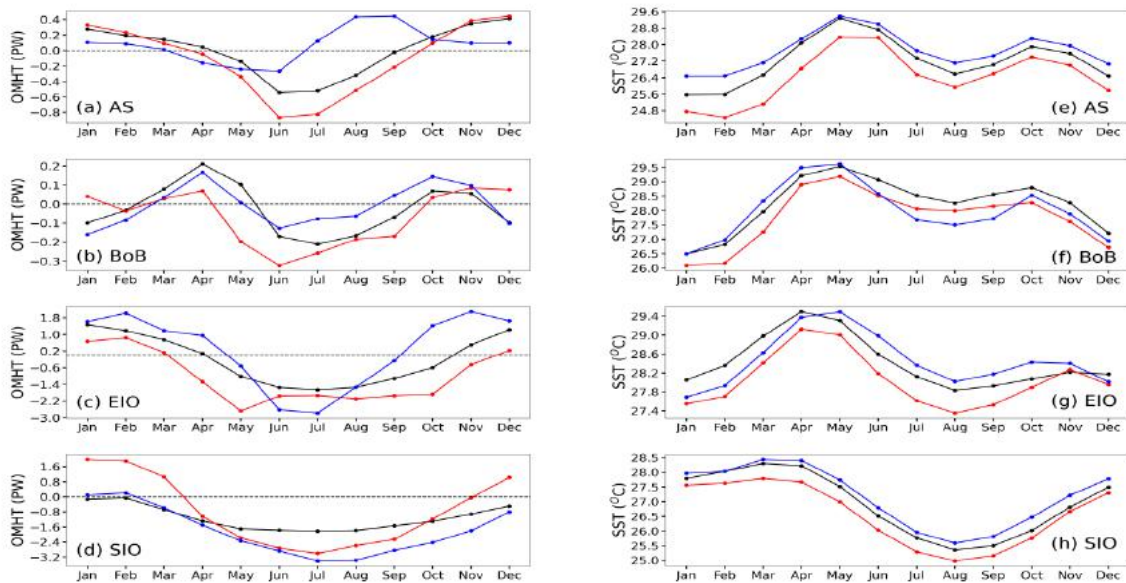 OMHT (PW)
0.4
0.2
0.0
−0.2
−0.4
−0.6
−0.8
(a) AS
Jan Feb Mar Apr May Jun Jul Aug Sep Oct Nov Dec
SST (⁰C)
29.6
28.8
28.0
27.2
26.4
25.6
24.8
(e) AS
Jan Feb Mar Apr May Jun Jul Aug Sep Oct Nov Dec
OMHT (PW)
0.2
0.1
0.0
−0.1
−0.2
−0.3
(b) BoB
Jan Feb Mar Apr May Jun Jul Aug Sep Oct Nov Dec
SST (⁰C)
29.5
29.0
28.5
28.0
27.5
27.0
26.5
26.0
(f) BoB
Jan Feb Mar Apr May Jun Jul Aug Sep Oct Nov Dec
OMHT (PW)
1.8
1.0
0.2
−0.6
−1.4
−2.2
−3.0
(c) EIO
Jan Feb Mar Apr May Jun Jul Aug Sep Oct Nov Dec
SST (⁰C)
29.4
29.0
28.6
28.2
27.8
27.4
(g) EIO
Jan Feb Mar Apr May Jun Jul Aug Sep Oct Nov Dec
OMHT (PW)
1.6
0.8
0.0
−0.8
−1.6
−2.4
−3.2
(d) SIO
Jan Feb Mar Apr May Jun Jul Aug Sep Oct Nov Dec
SST (⁰C)
28.5
28.0
27.5
27.0
26.5
26.0
25.5
25.0
(h) SIO
Jan Feb Mar Apr May Jun Jul Aug Sep Oct Nov Dec